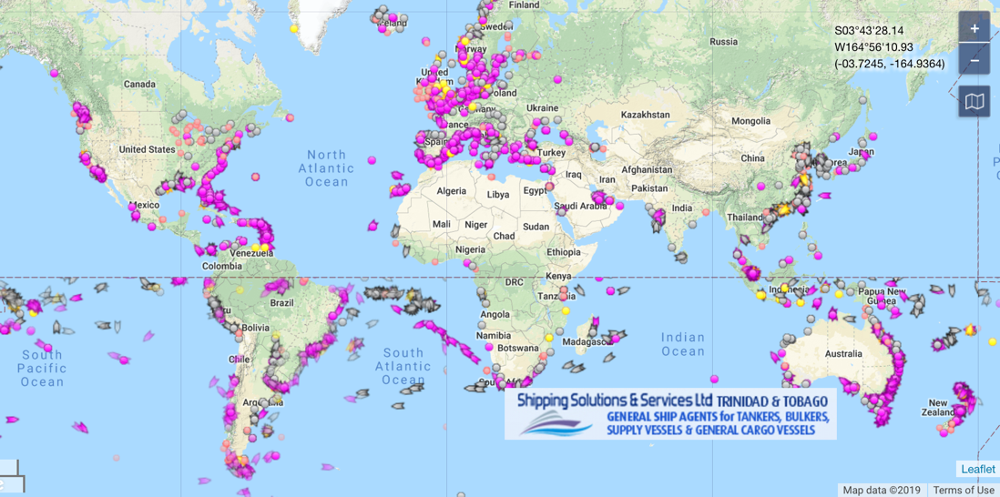 Finland
Iceland
Sweden
Russia
Norway
S03°43'28.14
W164°56'10.93
(-03.7245, -164.9364)
+
−
United
Canada
Poland
Germany
Ukraine
Kazakhstan
Mongolia
France
United States
Spain
Turkey
Japan
China
North
Atlantic
Ocean
Afghanistan
Iraq
Iran
Pakistan
Algeria
Libya
Egypt
Mexico
Saudi Arabia
India
Thailand
Mali
Niger
Sudan
Chad
Nigeria
Ethiopia
Venezuela
Colombia
Kenya
DRC
Indonesia
Papua New
Guinea
Tanzania
Brazil
Angola
Bolivia
Namibia
Botswana
Madagascar
Indian
Ocean
Australia
South
Pacific
Ocean
Chile
South
Atlantic
Ocean
New
Zealand
Shipping Solutions & Services Ltd TRINIDAD & TOBAGO
GENERAL SHIP AGENTS for TANKERS, BULKERS,
SUPPLY VESSELS & GENERAL CARGO VESSELS
Leaflet
Map data ©2019 Terms of Use